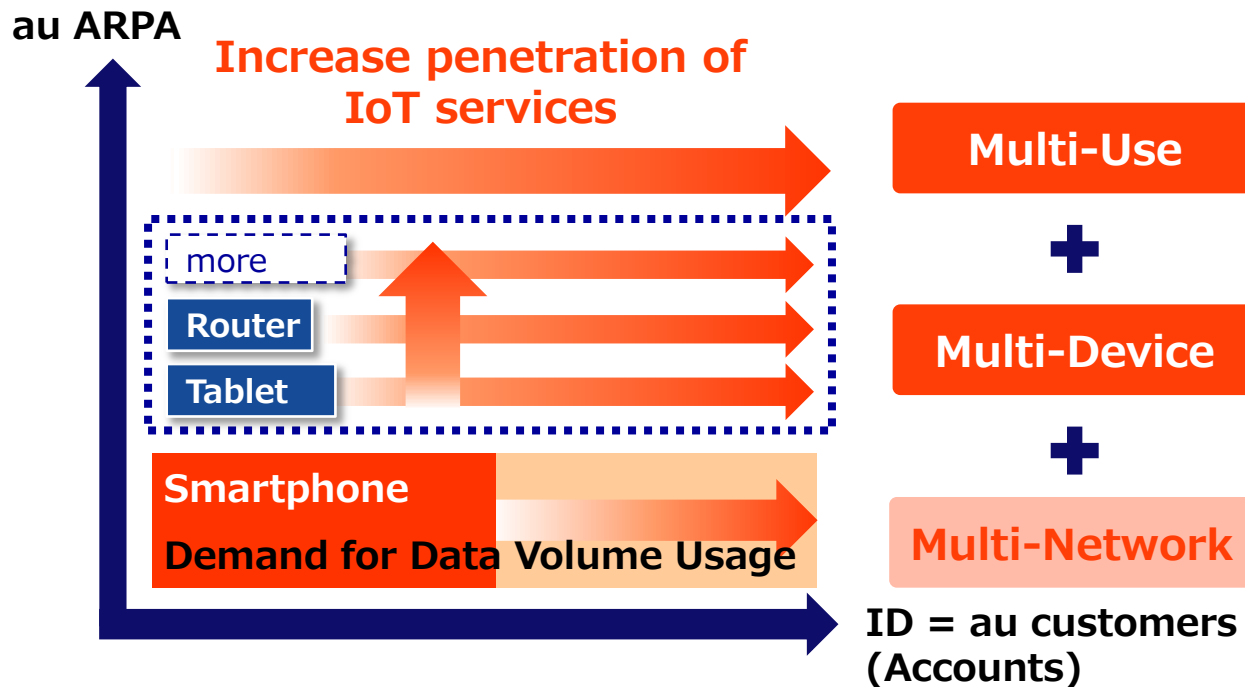 au ARPA
Increase penetration of
IoT services
more
Router
Tablet
Smartphone
Demand for Data Volume Usage
Multi-Use
Multi-Device
Multi-Network
ID = au customers
(Accounts)